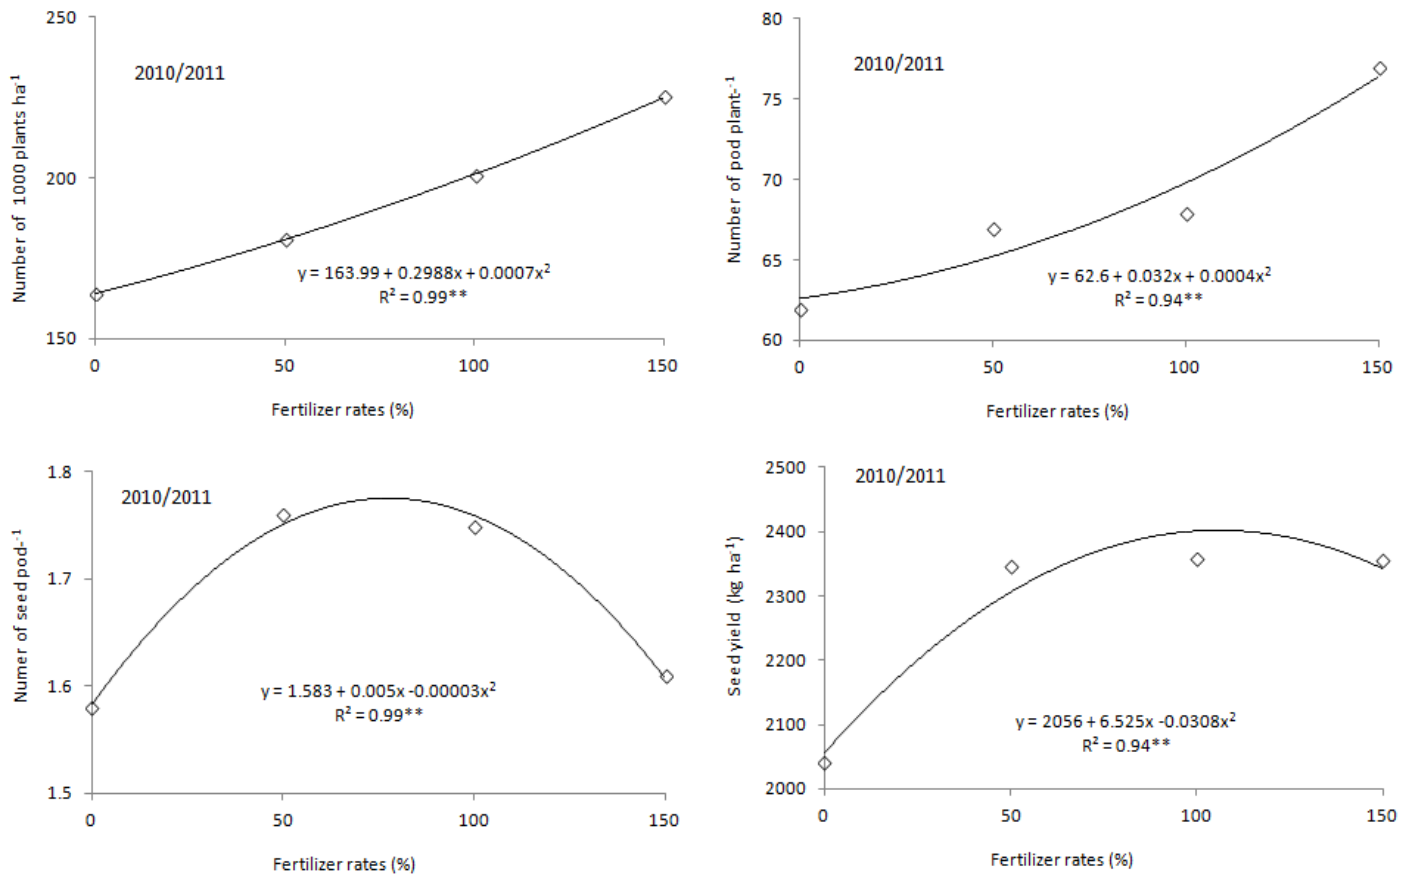 250
200
150
Number of 1000 plants ha⁻¹
2010/2011
y = 163.99 + 0.2988x + 0.0007x²
R² = 0.99**
0 50 100 150
Fertilizer rates (%)
80
75
70
65
60
Number of pod plant-⁻¹
2010/2011
y = 62.6 + 0.032x + 0.0004x²
R² = 0.94**
0 50 100 150
Fertilizer rates (%)
1.8
1.7
1.6
1.5
Numer of seed pod-⁻¹
2010/2011
y = 1.583 + 0.005x -0.00003x²
R² = 0.99**
0 50 100 150
Fertilizer rates (%)
2500
2400
2300
2200
2100
2000
Seed yield (kg ha⁻¹)
2010/2011
y = 2056 + 6.525x -0.0308x²
R² = 0.94**
0 50 100 150
Fertilizer rates (%)